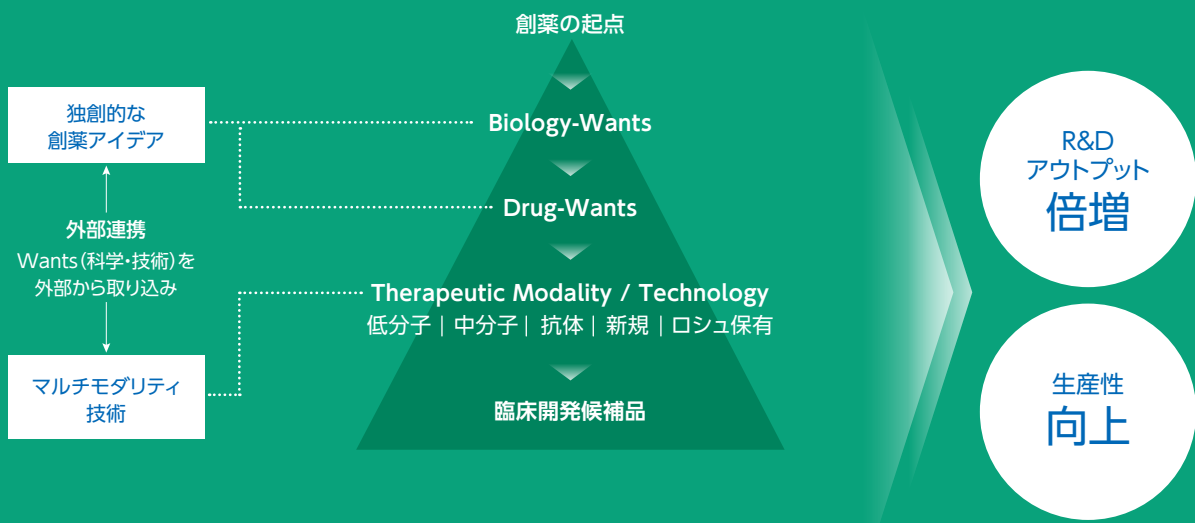 創薬の起点
独創的な
創薬アイデア
外部連携
Wants(科学・技術)を
外部から取り込み
マルチモダリティ
技術
Biology-Wants
Drug-Wants
Therapeutic Modality / Technology
低分子 | 中分子 | 抗体 | 新規 | ロシュ保有
臨床開発候補品
R&D
アウトプット
倍増
生産性
向上